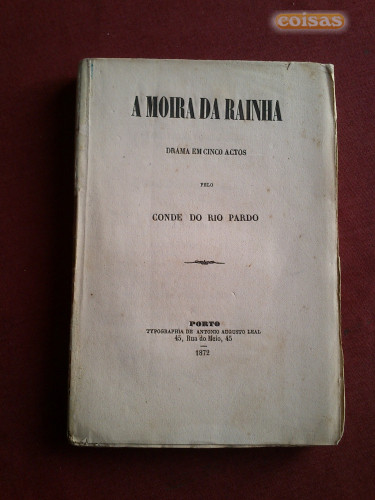 coisas
A MOIRA DA RAINHA
DRAMA EM CINCO ACTOS
PELO
CONDE DO RIO PARDO
PORTO
TYPOGRAPHIA DE ANTONIO AUGUSTO LEAL
45, Rua do Meio, 45
1872